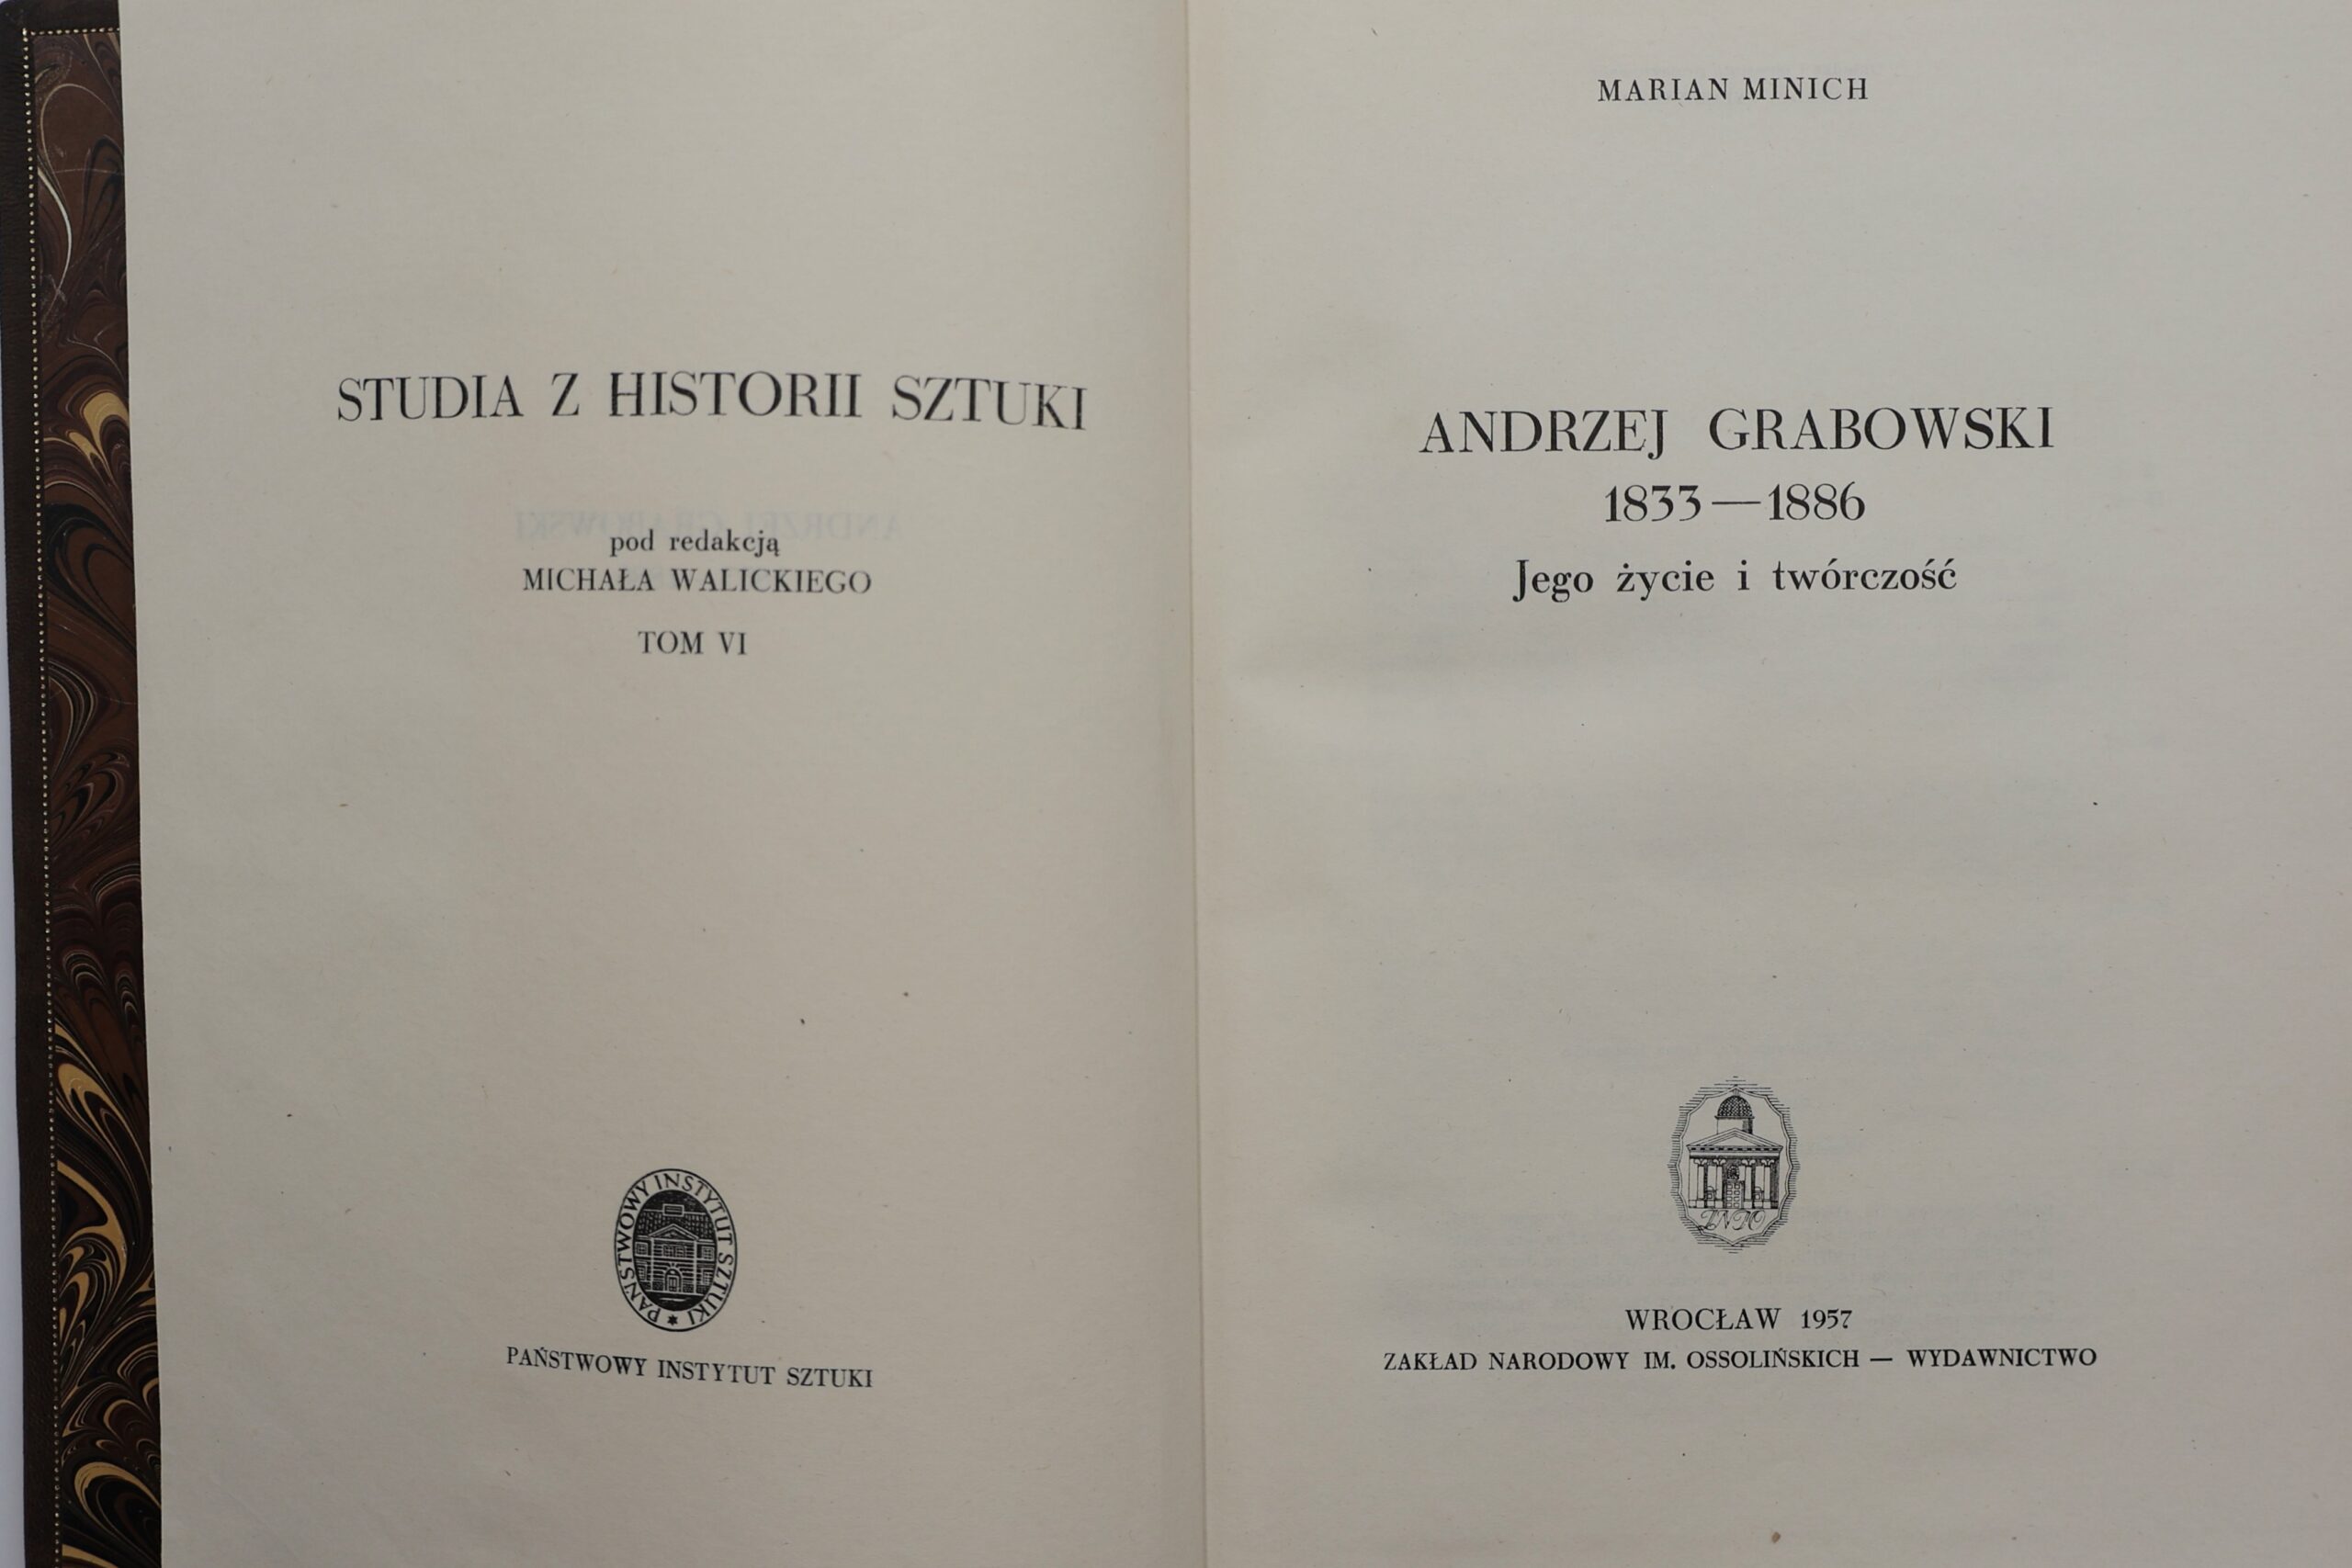 STUDIA Z HISTORII SZTUKI
pod redakcją
MICHAŁA WALICKIEGO
TOM VI
PAŃSTWOWY INSTYTUT SZTUKI
PAŃSTWOWY INSTYTUT SZTUKI
MARIAN MINICH
ANDRZEJ GRABOWSKI
1833—1886
Jego życie i twórczość
WROCŁAW 1957
ZAKŁAD NARODOWY IM. OSSOLIŃSKICH — WYDAWNICTWO